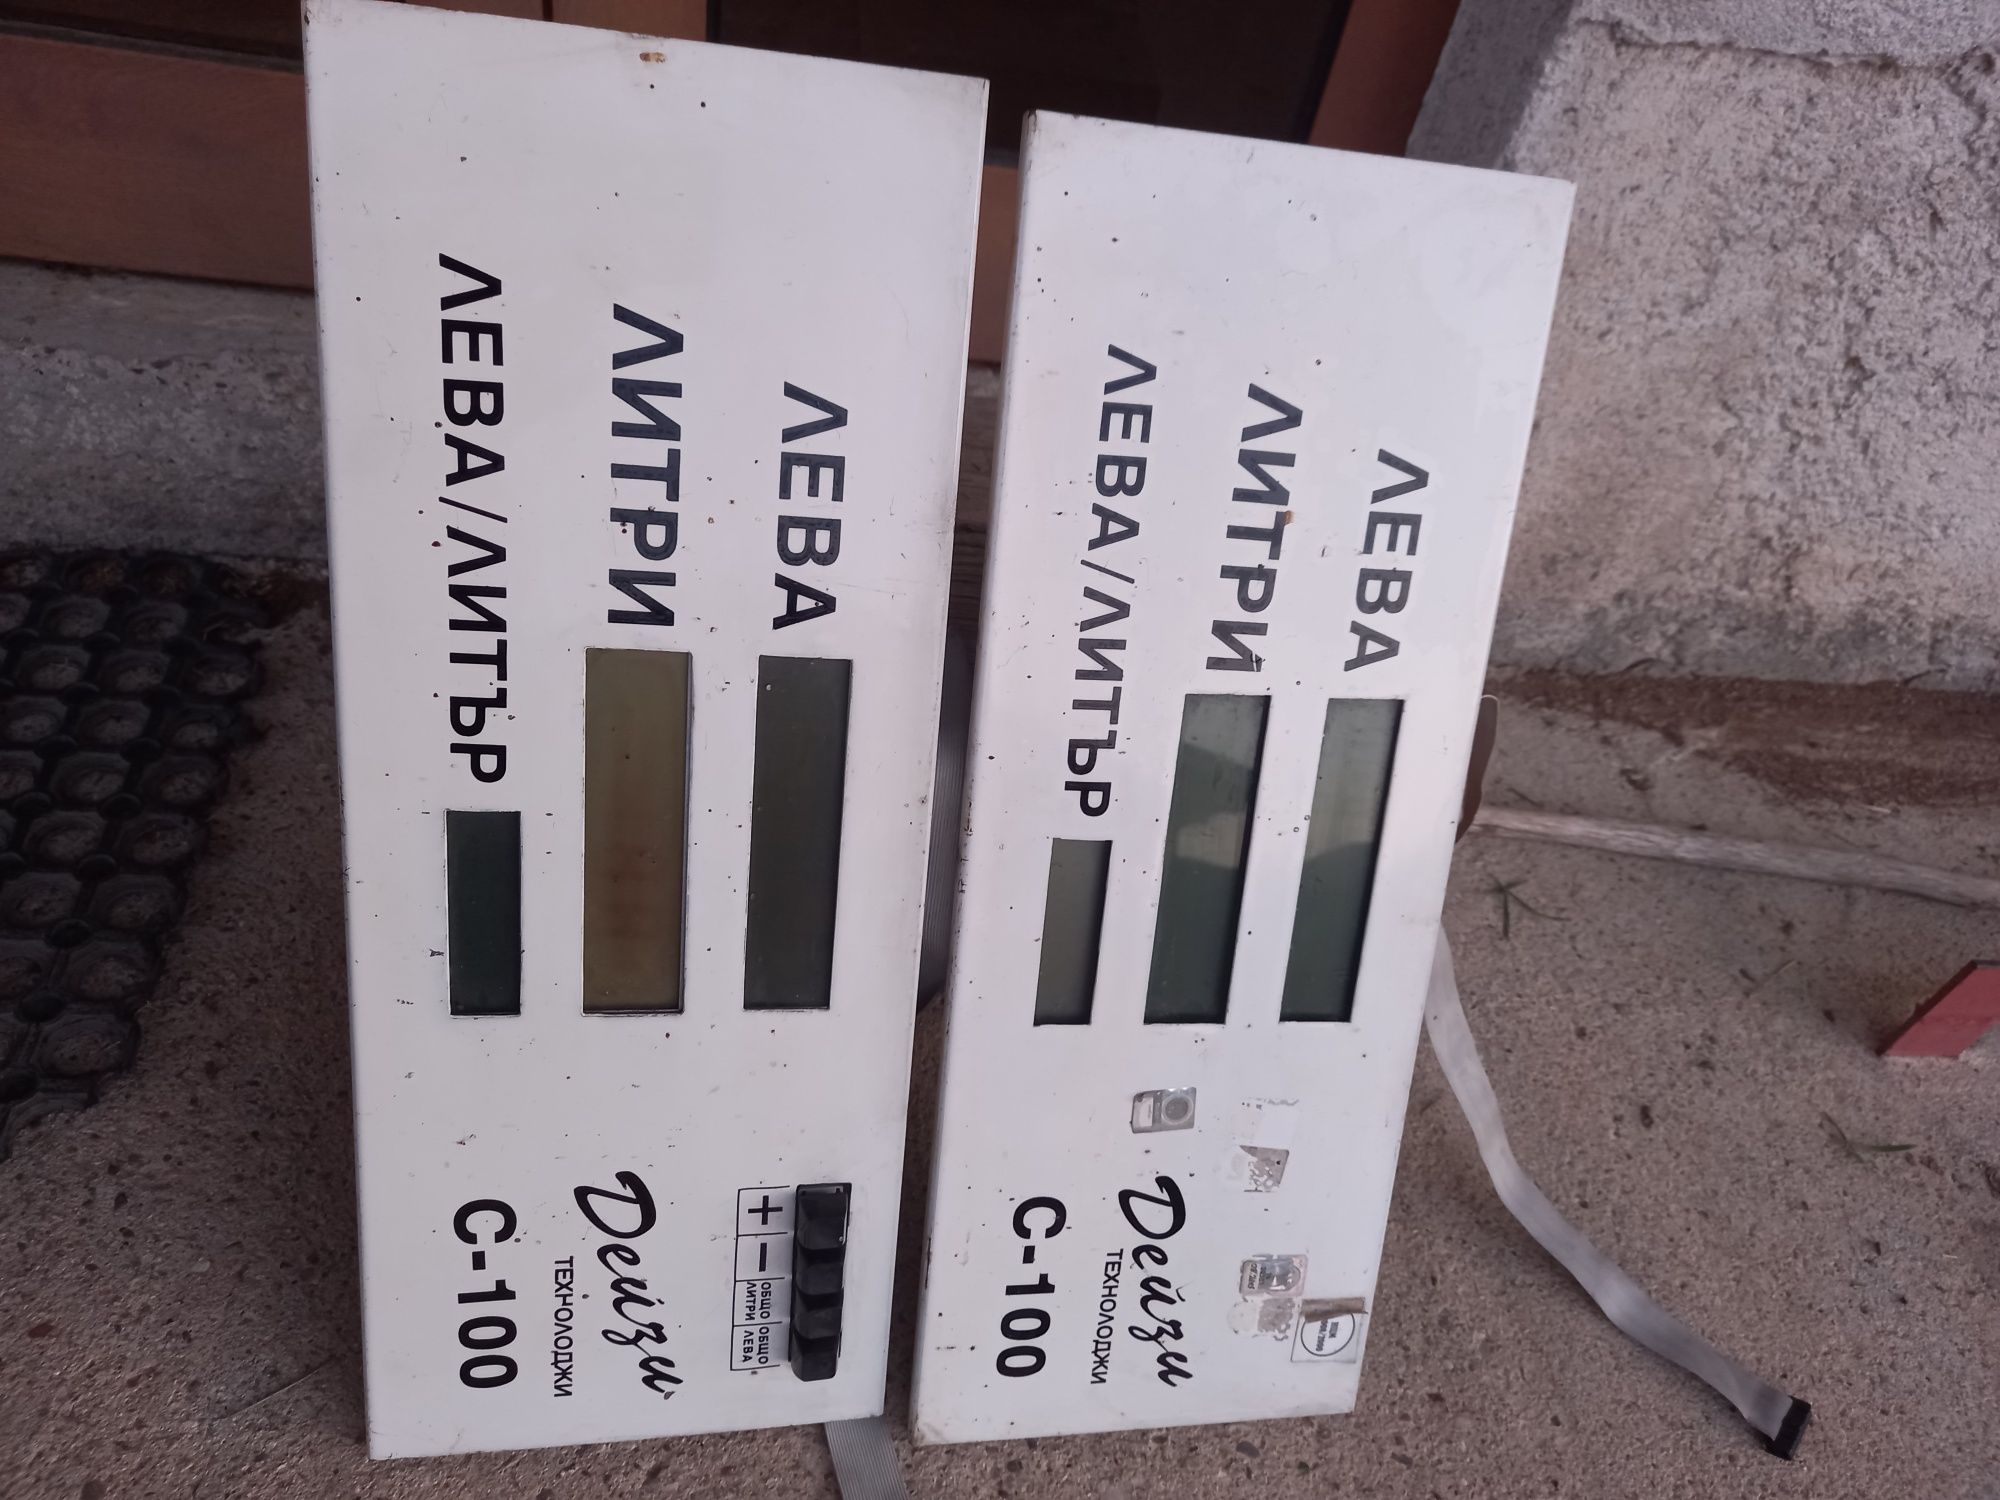 ЛЕВА
ЛИТРИ
ЛЕВА/ЛИТЪР
+
−
ОБЩО ЛИТРИ
ОБЩО ЛЕВА
Дейзи
ТЕХНОЛОДЖИ
С-100
ЛЕВА
ЛИТРИ
ЛЕВА/ЛИТЪР
Дейзи
ТЕХНОЛОДЖИ
С-100